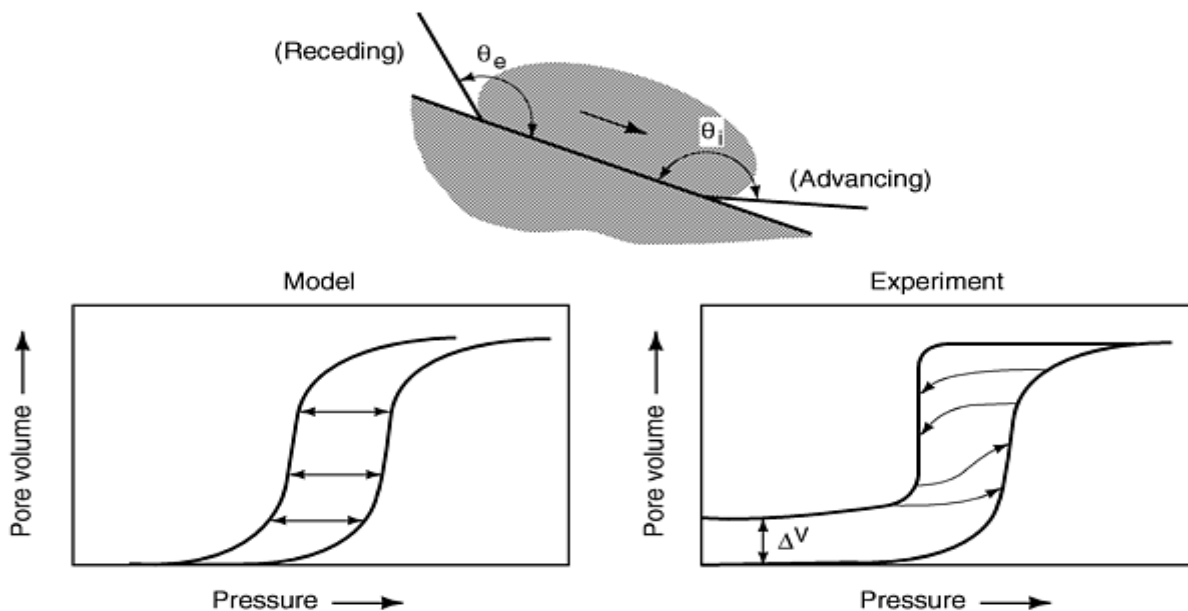 (Receding)
θe
θi
(Advancing)
Model
Experiment
Pore volume
Pore volume
ΔV
Pressure
Pressure